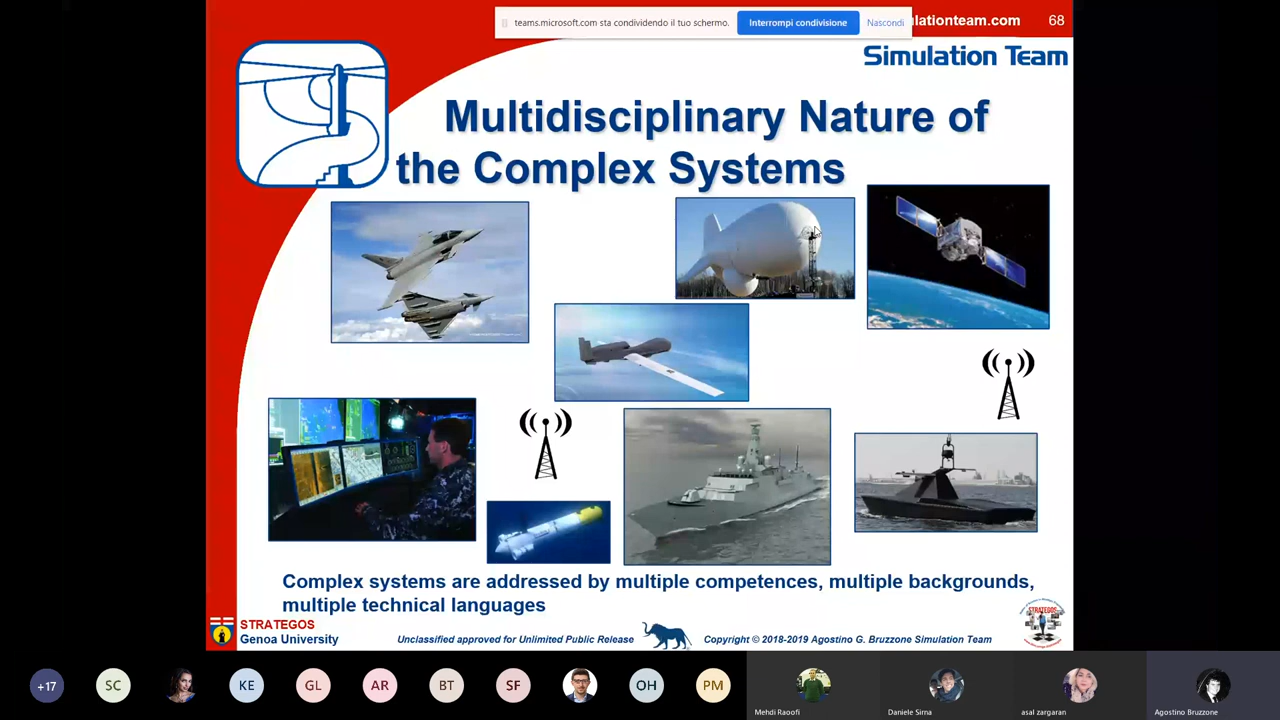 teams.microsoft.com sta condividendo il tuo schermo.
Interrompi condivisione
Nascondi
ulationteam.com
68
Simulation Team
Multidisciplinary Nature of
the Complex Systems
Complex systems are addressed by multiple competences, multiple backgrounds,
multiple technical languages
STRATEGOS
Genoa University
Unclassified approved for Unlimited Public Release
Copyright © 2018-2019 Agostino G. Bruzzone Simulation Team
STRATEGOS
+17
SC
KE
GL
AR
BT
SF
OH
PM
Mehdi Raoofi
Daniele Sirna
asal zargaran
Agostino Bruzzone